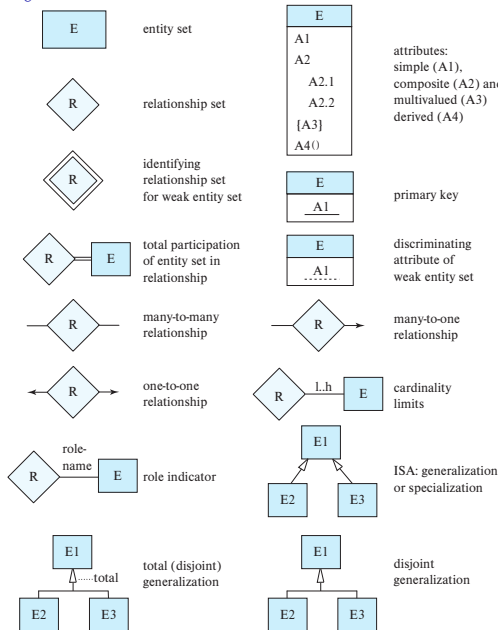 E
entity set
R
relationship set
R
identifying
relationship set
for weak entity set
R
E
total participation
of entity set in
relationship
R
many-to-many
relationship
R
one-to-one
relationship
R
role-
name
E
role indicator
E1
total
E2
E3
total (disjoint)
generalization
E
A1
A2
A2.1
A2.2
[A3]
A4()
attributes:
simple (A1),
composite (A2) and
multivalued (A3)
derived (A4)
E
A1
primary key
E
A1
discriminating
attribute of
weak entity set
R
many-to-one
relationship
R
l..h
E
cardinality
limits
E1
E2
E3
ISA: generalization
or specialization
E1
E2
E3
disjoint
generalization